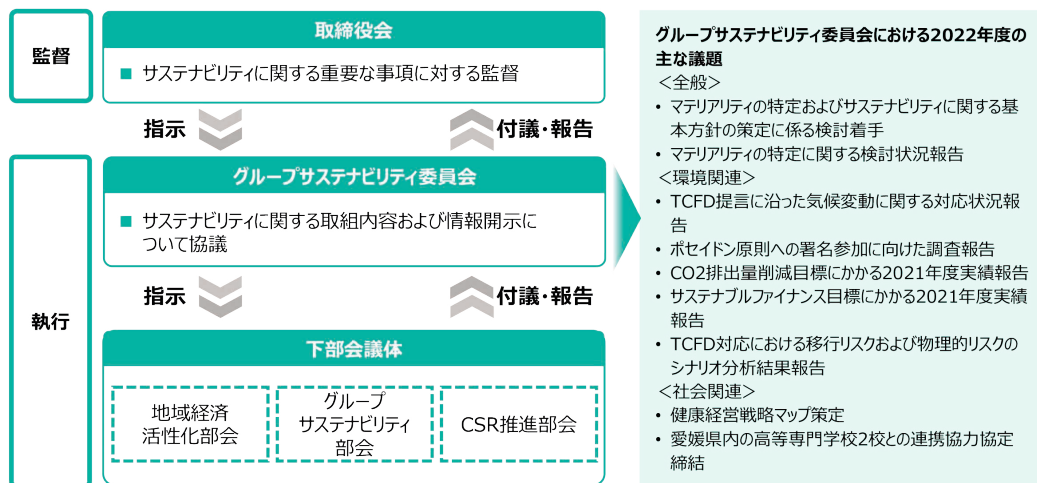 監督
取締役会
■ サステナビリティに関する重要な事項に対する監督
指示
付議・報告
執行
グループサステナビリティ委員会
■ サステナビリティに関する取組内容および情報開示に
ついて協議
指示
付議・報告
下部会議体
地域経済
活性化部会
グループ
サステナビリティ
部会
CSR推進部会
グループサステナビリティ委員会における2022年度の
主な議題
＜全般＞
• マテリアリティの特定およびサステナビリティに関する基
本方針の策定に係る検討着手
• マテリアリティの特定に関する検討状況報告
＜環境関連＞
• TCFD提言に沿った気候変動に関する対応状況報
告
• ポセイドン原則への署名参加に向けた調査報告
• CO2排出量削減目標にかかる2021年度実績報告
• サステナブルファイナンス目標にかかる2021年度実績
報告
• TCFD対応における移行リスクおよび物理的リスクの
シナリオ分析結果報告
＜社会関連＞
• 健康経営戦略マップ策定
• 愛媛県内の高等専門学校2校との連携協力協定
締結